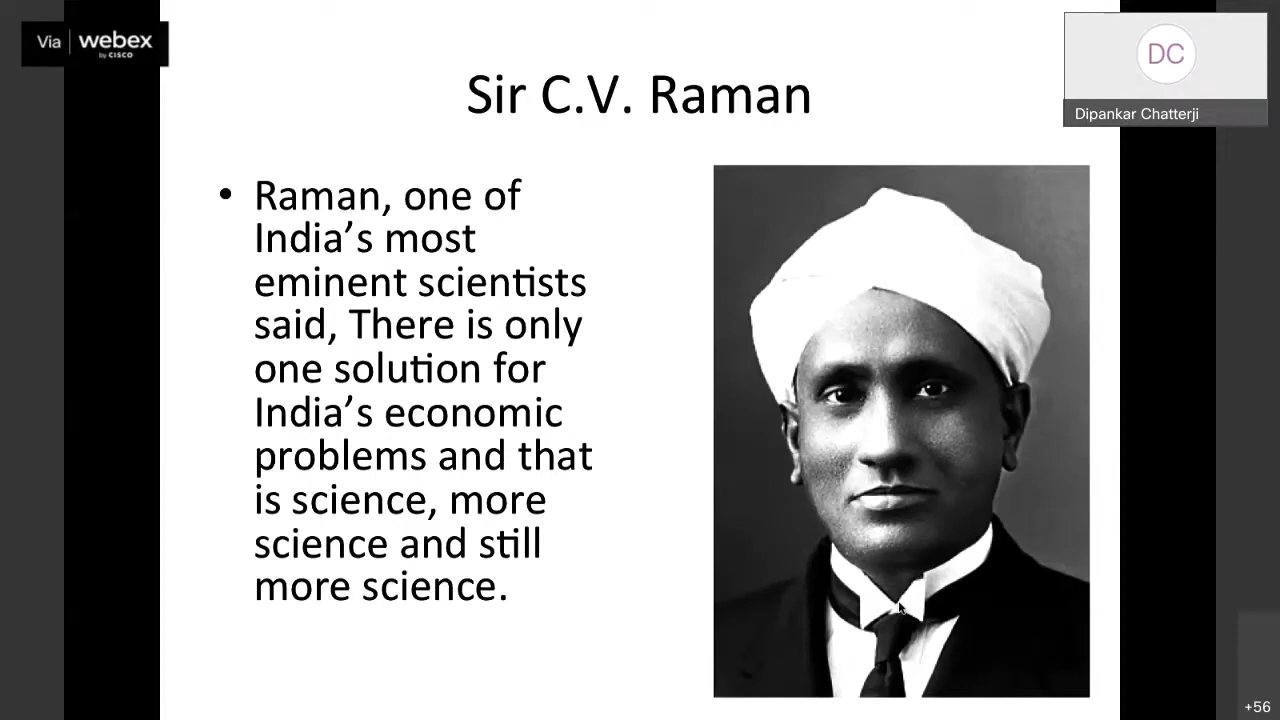 Via webex
by CISCO
Sir C.V. Raman
DC
Dipankar Chatterji
• Raman, one of
India’s most
eminent scientists
said, There is only
one solution for
India’s economic
problems and that
is science, more
science and still
more science.
+56